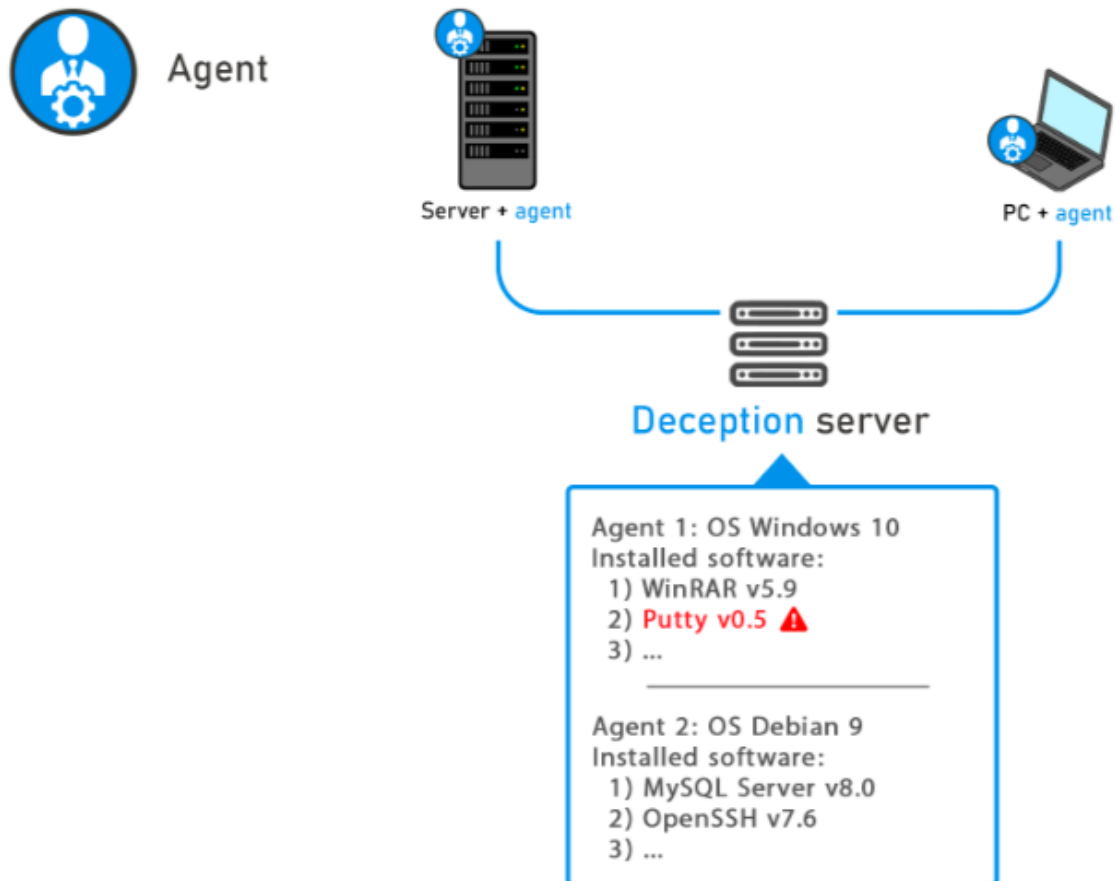 Agent
Server + agent
PC + agent
Deception server
Agent 1: OS Windows 10
Installed software:
1) WinRAR v5.9
2) Putty v0.5
3) ...
Agent 2: OS Debian 9
Installed software:
1) MySQL Server v8.0
2) OpenSSH v7.6
3) ...